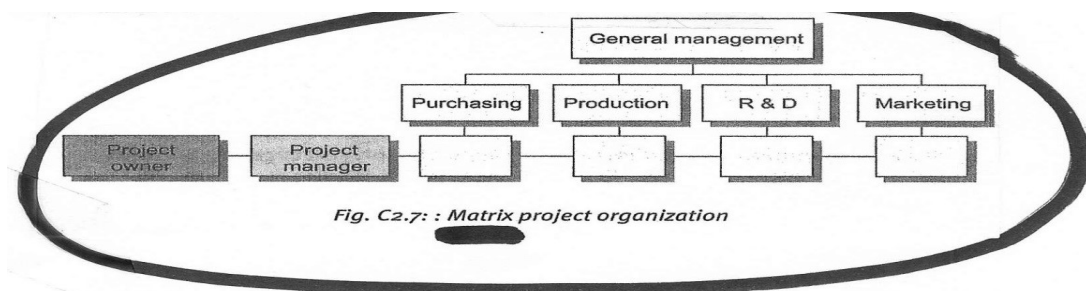 General management
Purchasing
Production
R & D
Marketing
Project
owner
Project
manager
Fig. C2.7: : Matrix project organization